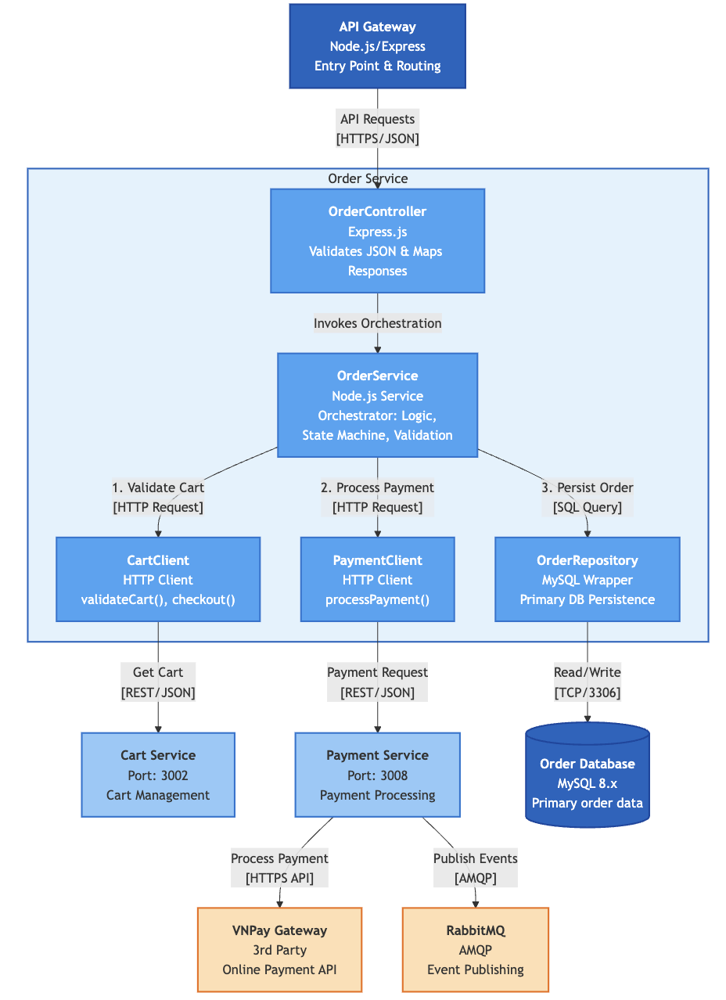 API Gateway
Node.js/Express
Entry Point & Routing
API Requests
[HTTPS/JSON]
Order Service
OrderController
Express.js
Validates JSON & Maps
Responses
Invokes Orchestration
OrderService
Node.js Service
Orchestrator: Logic,
State Machine, Validation
1. Validate Cart
[HTTP Request]
2. Process Payment
[HTTP Request]
3. Persist Order
[SQL Query]
CartClient
HTTP Client
validateCart(), checkout()
PaymentClient
HTTP Client
processPayment()
OrderRepository
MySQL Wrapper
Primary DB Persistence
Get Cart
[REST/JSON]
Payment Request
[REST/JSON]
Read/Write
[TCP/3306]
Cart Service
Port: 3002
Cart Management
Payment Service
Port: 3008
Payment Processing
Order Database
MySQL 8.x
Primary order data
Process Payment
[HTTPS API]
Publish Events
[AMQP]
VNPay Gateway
3rd Party
Online Payment API
RabbitMQ
AMQP
Event Publishing